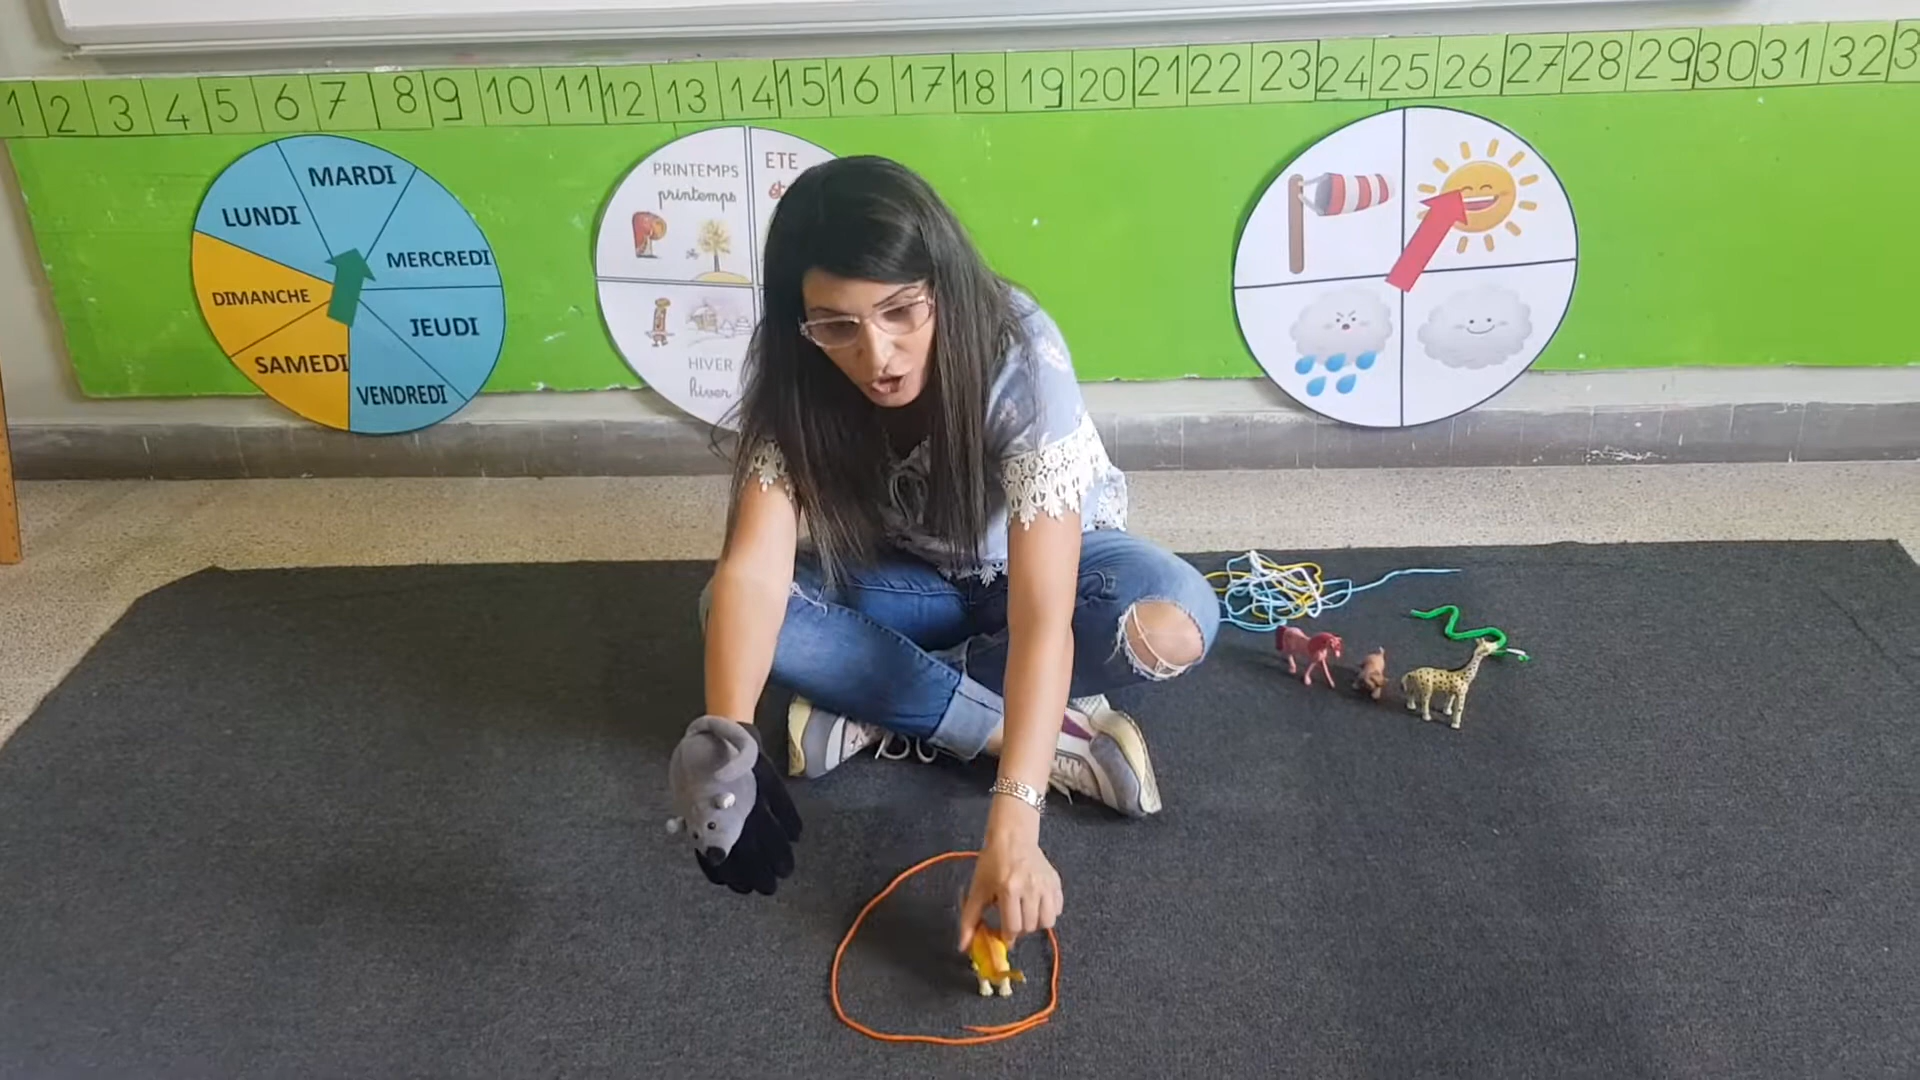 1 2 3 4 5 6 7 8 9 10 11 12 13 14 15 16 17 18 19 20 21 22 23 24 25 26 27 28 29 30 31 32
LUNDI
MARDI
MERCREDI
JEUDI
VENDREDI
SAMEDI
DIMANCHE
PRINTEMPS
printemps
ETE
HIVER
hiver